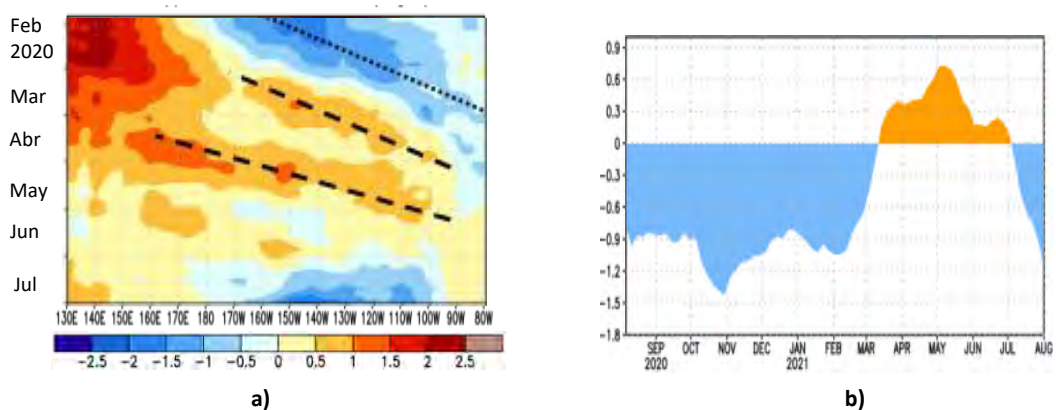 Feb
2020
Mar
Abr
May
Jun
Jul
130E 140E 150E 160E 170E 180 170W 160W 150W 140W 130W 120W 110W 100W 90W 80W
-2.5 -2 -1.5 -1 -0.5 0 0.5 1 1.5 2 2.5
a)
0.9
0.6
0.3
0
-0.3
-0.6
-0.9
-1.2
-1.5
-1.8
SEP OCT NOV DEC JAN FEB MAR APR MAY JUN JUL AUG
2020 2021
b)